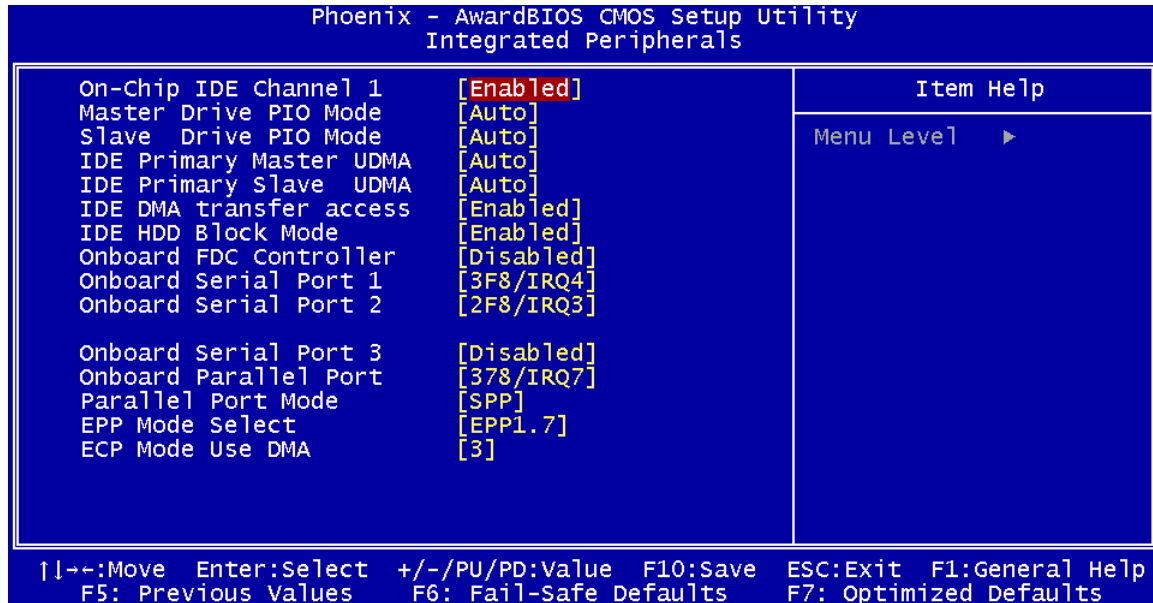 Phoenix - AwardBIOS CMOS Setup Utility
Integrated Peripherals
On-Chip IDE Channel 1 [Enabled]
Master Drive PIO Mode [Auto]
Slave Drive PIO Mode [Auto]
IDE Primary Master UDMA [Auto]
IDE Primary Slave UDMA [Auto]
IDE DMA transfer access [Enabled]
IDE HDD Block Mode [Enabled]
Onboard FDC Controller [Disabled]
Onboard Serial Port 1 [3F8/IRQ4]
Onboard Serial Port 2 [2F8/IRQ3]
Onboard Serial Port 3 [Disabled]
Onboard Parallel Port [378/IRQ7]
Parallel Port Mode [SPP]
EPP Mode Select [EPP1.7]
ECP Mode Use DMA [3]
Item Help
Menu Level ▶
↑↓→←:Move Enter:Select +/-/PU/PD:Value F10:Save ESC:Exit F1:General Help
F5: Previous Values F6: Fail-Safe Defaults F7: Optimized Defaults